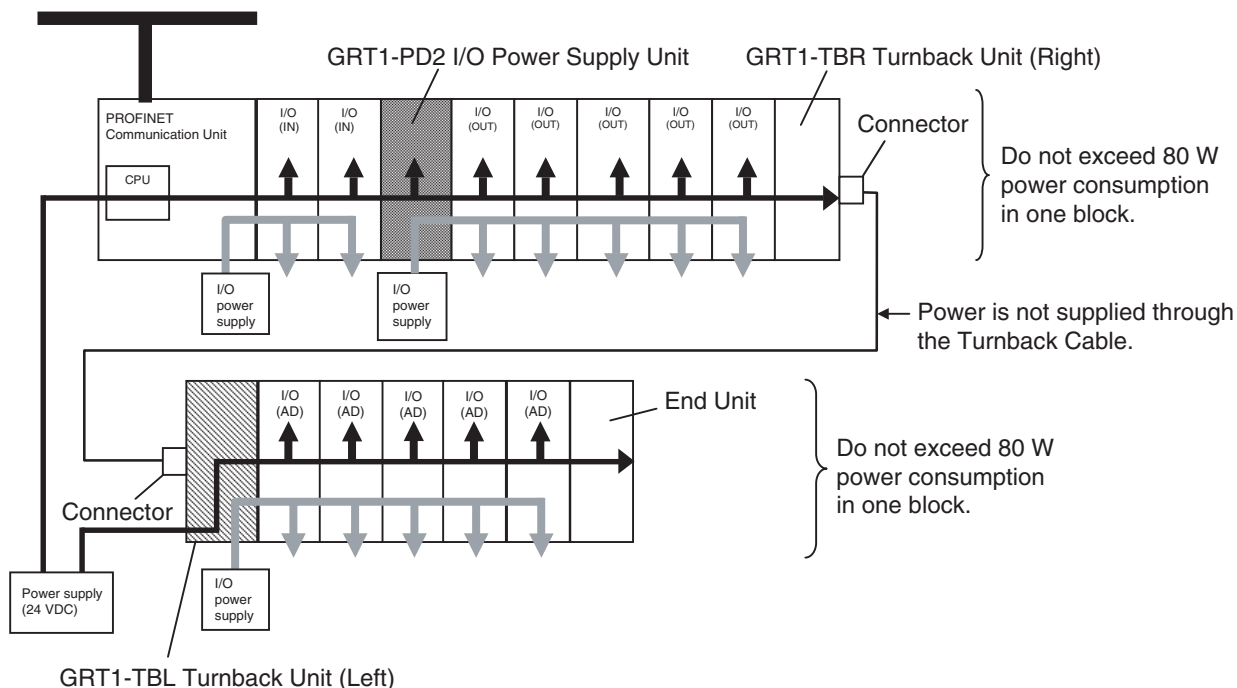 GRT1-PD2 I/O Power Supply Unit
GRT1-TBR Turnback Unit (Right)
PROFINET
Communication Unit
CPU
I/O
(IN)
I/O
(IN)
I/O
(OUT)
I/O
(OUT)
I/O
(OUT)
I/O
(OUT)
I/O
(OUT)
Connector
Do not exceed 80 W
power consumption
in one block.
I/O
power
supply
I/O
power
supply
Power is not supplied through
the Turnback Cable.
I/O
(AD)
I/O
(AD)
I/O
(AD)
I/O
(AD)
I/O
(AD)
End Unit
Do not exceed 80 W
power consumption
in one block.
Connector
Power supply
(24 VDC)
I/O
power
supply
GRT1-TBL Turnback Unit (Left)